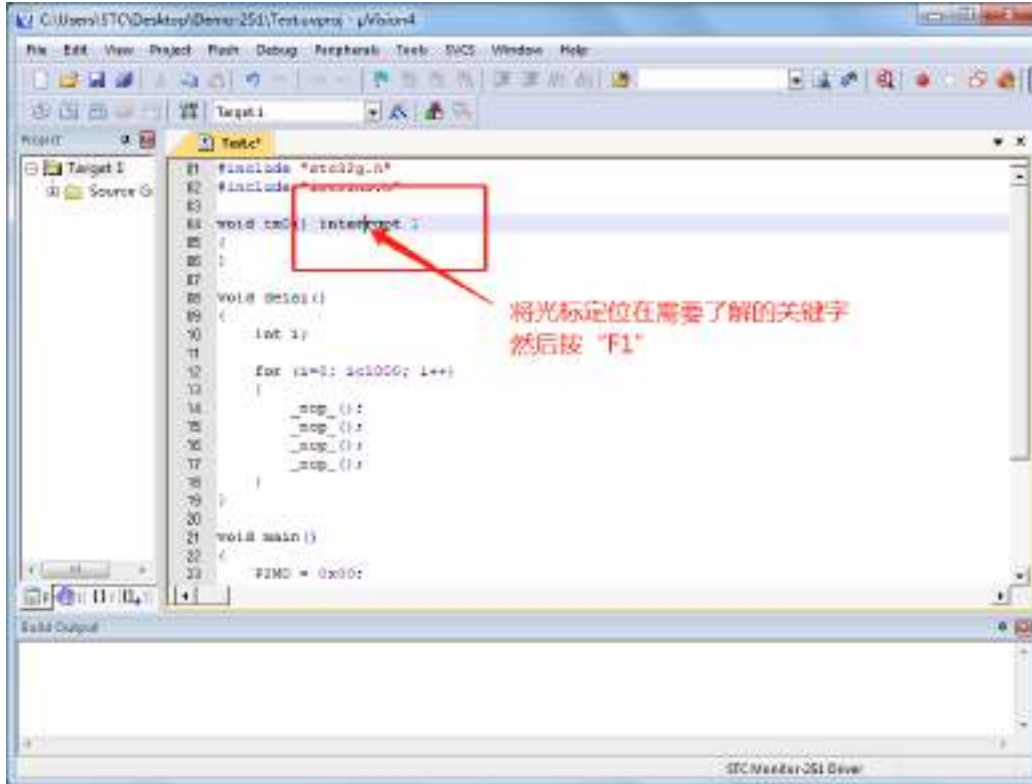 C:\Users\STC\Desktop\Demo-251\Test.uvproj - µVision4
File Edit View Project Flash Debug Peripherals Tools SVCS Window Help
Target 1
Project
Test.c*
Target 1
Source G
01 #include "stc32g.h"
02 #include
03
04 void tm0() interrupt 1
05 {
06 }
07
08 void delay()
09 {
10 int i;
11
12 for (i=0; i<1000; i++)
13 {
14 _nop_();
15 _nop_();
16 _nop_();
17 _nop_();
18 }
19 }
20
21 void main()
22 {
23 P2M0 = 0x00;
将光标定位在需要了解的关键字
然后按 “F1”
Build Output
STC Monitor-251 Driver